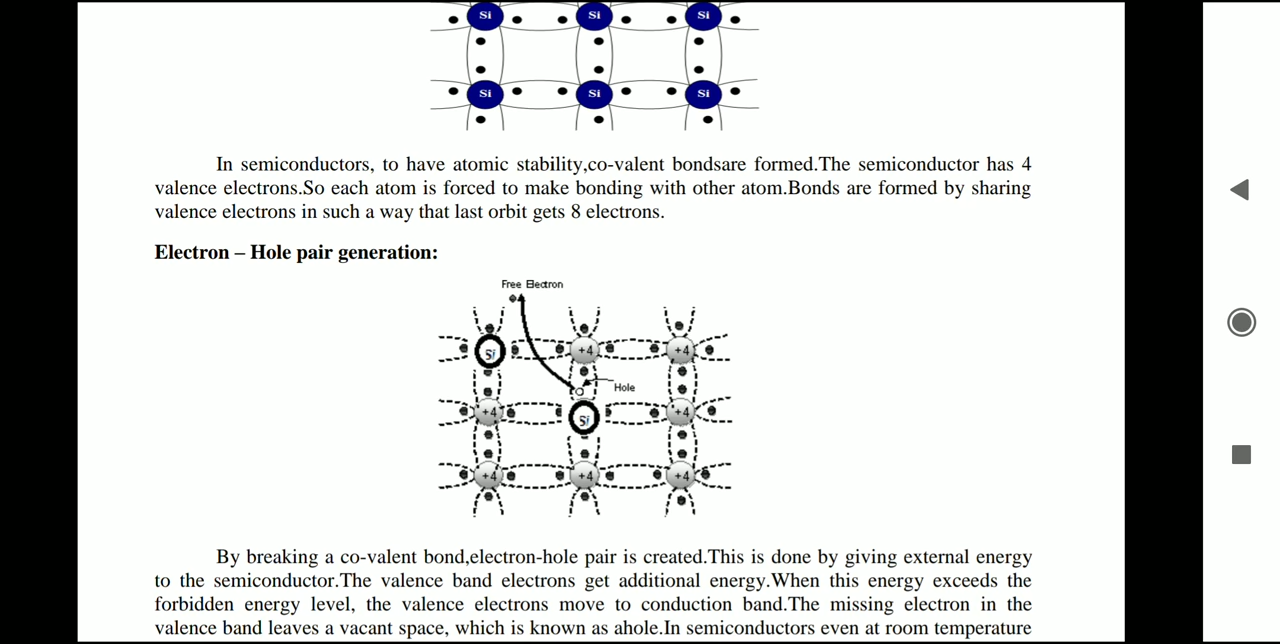 Si Si Si
Si Si Si
In semiconductors, to have atomic stability,co-valent bondsare formed.The semiconductor has 4
valence electrons.So each atom is forced to make bonding with other atom.Bonds are formed by sharing
valence electrons in such a way that last orbit gets 8 electrons.
Electron – Hole pair generation:
Free Electron
Si +4 +4
Hole
+4 Si +4
+4 +4 +4
By breaking a co-valent bond,electron-hole pair is created.This is done by giving external energy
to the semiconductor.The valence band electrons get additional energy.When this energy exceeds the
forbidden energy level, the valence electrons move to conduction band.The missing electron in the
valence band leaves a vacant space, which is known as ahole.In semiconductors even at room temperature